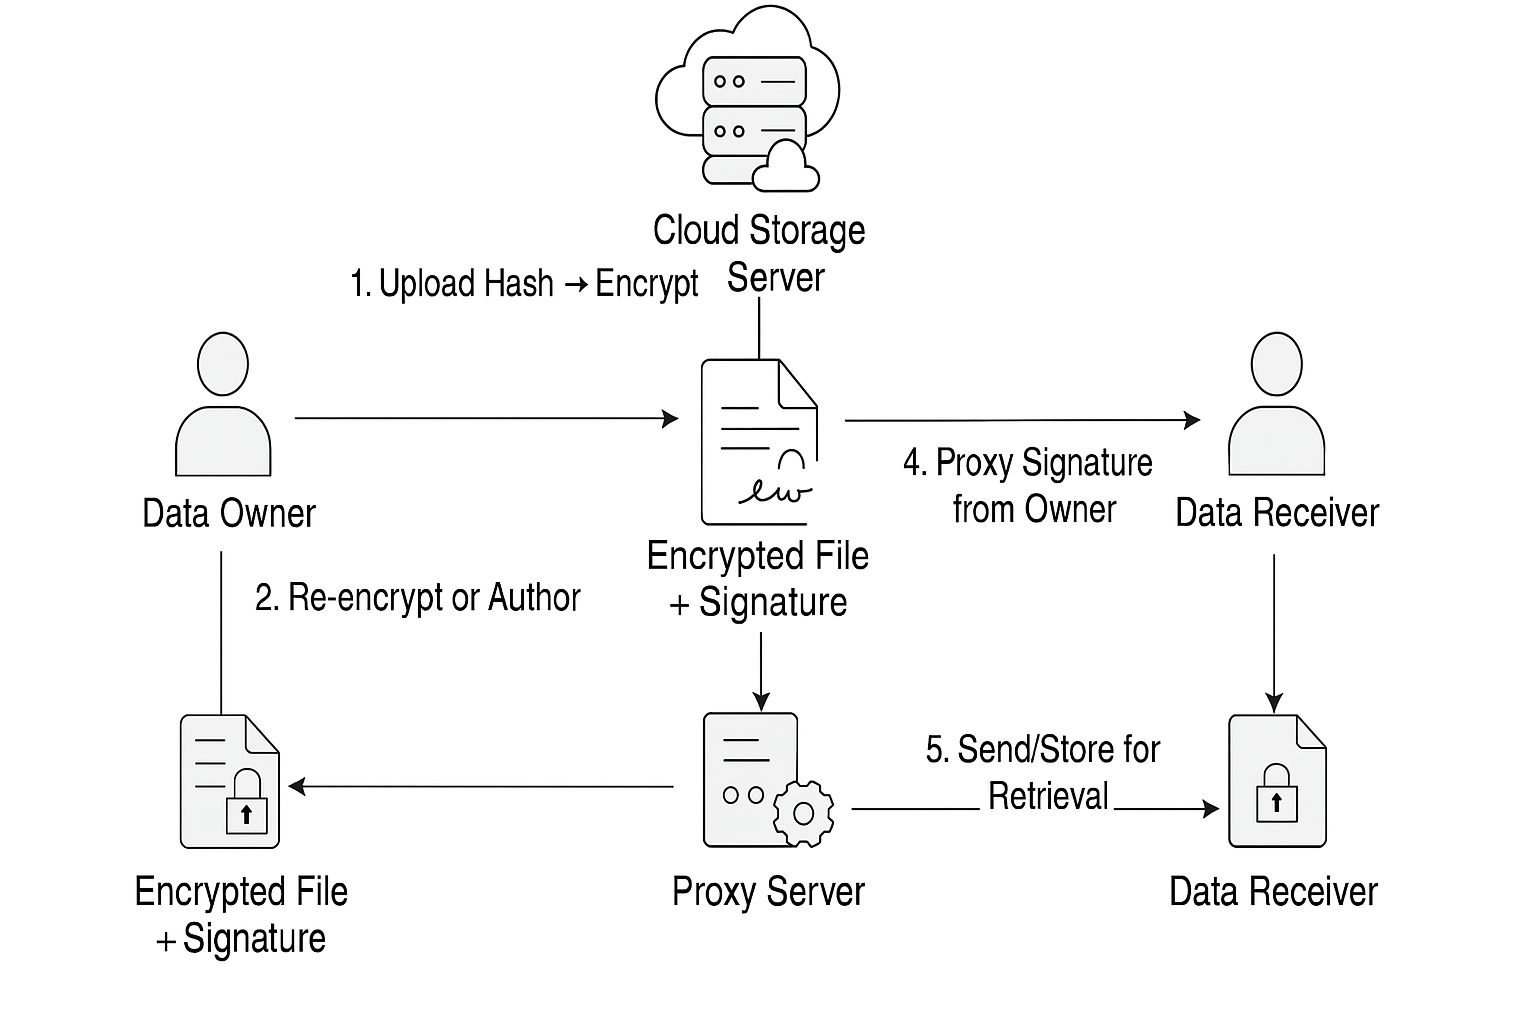 Cloud Storage
Server
1. Upload Hash → Encrypt
Data Owner
4. Proxy Signature
from Owner
Data Receiver
Encrypted File
+ Signature
2. Re-encrypt or Author
5. Send/Store for
Retrieval
Encrypted File
+ Signature
Proxy Server
Data Receiver